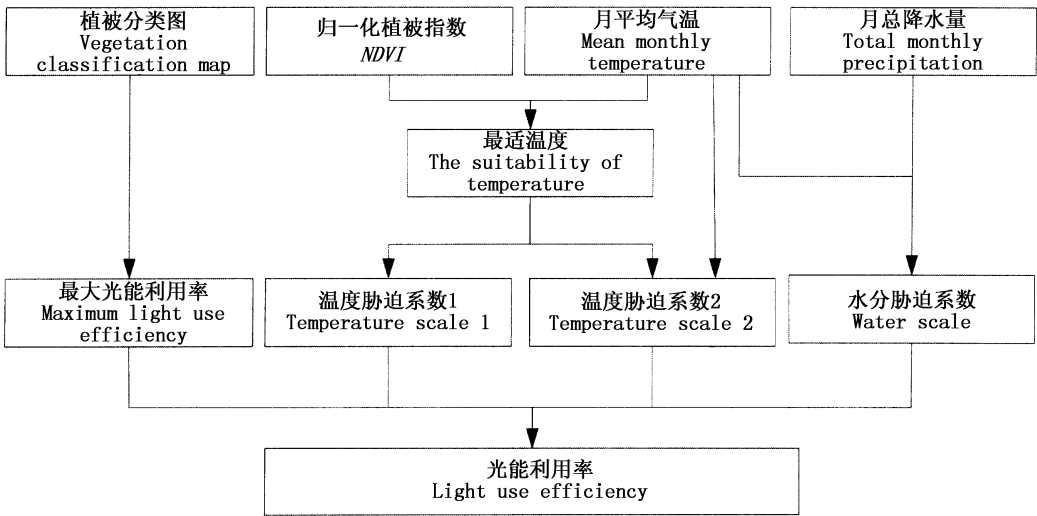 植被分类图
Vegetation
classification map
归一化植被指数
NDVI
月平均气温
Mean monthly
temperature
月总降水量
Total monthly
precipitation
最适温度
The suitability of
temperature
最大光能利用率
Maximum light use
efficiency
温度胁迫系数1
Temperature scale 1
温度胁迫系数2
Temperature scale 2
水分胁迫系数
Water scale
光能利用率
Light use efficiency